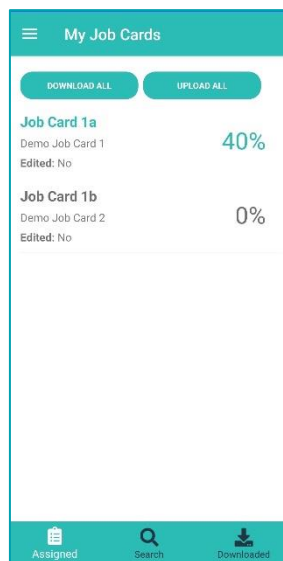 My Job Cards
DOWNLOAD ALL
UPLOAD ALL
Job Card 1a
Demo Job Card 1
40%
Edited: No
Job Card 1b
Demo Job Card 2
0%
Edited: No
Assigned
Search
Downloaded